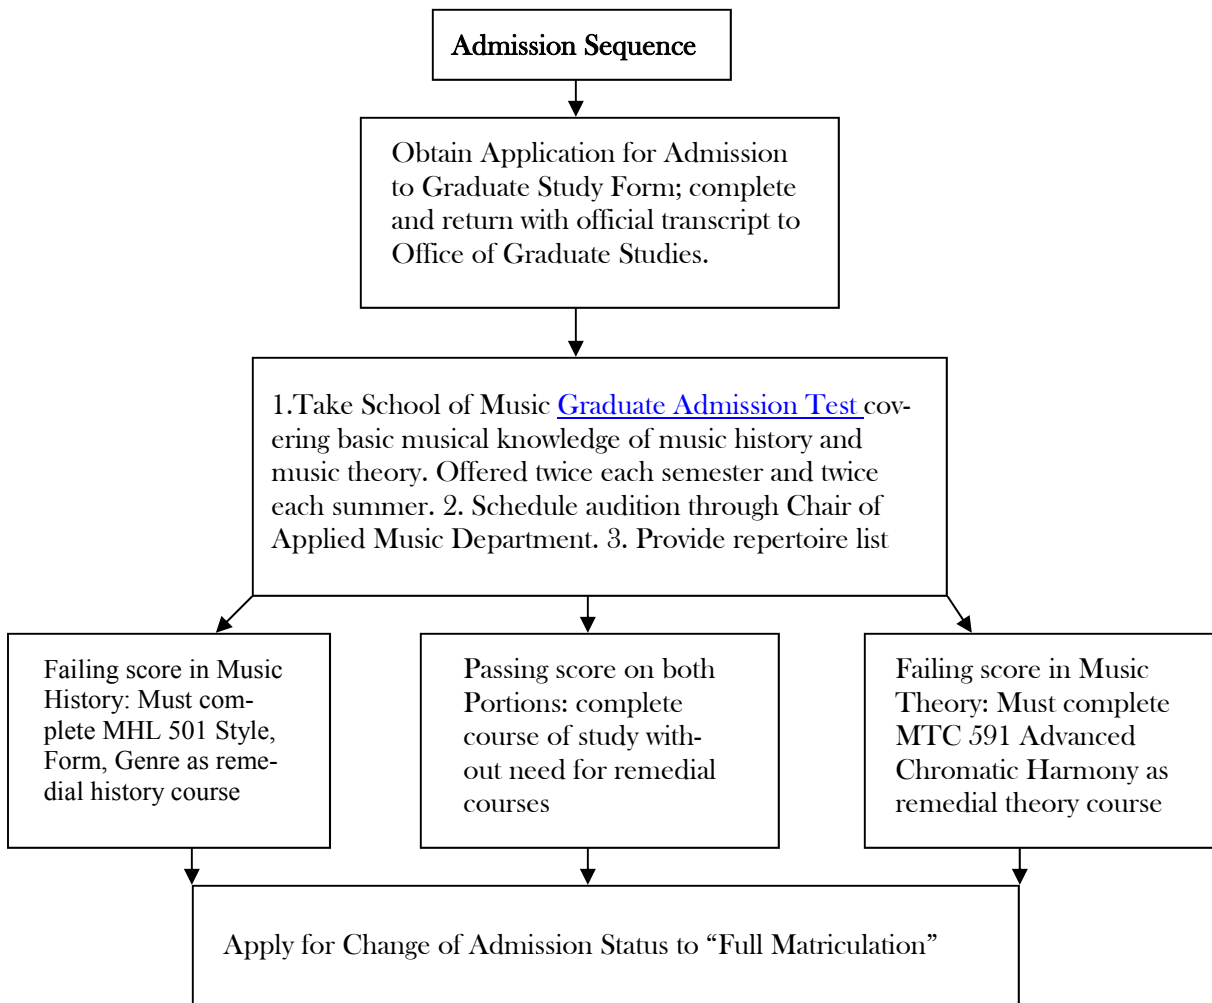 Admission Sequence
Obtain Application for Admission
to Graduate Study Form; complete
and return with official transcript to
Office of Graduate Studies.
1.Take School of Music Graduate Admission Test cov-
ering basic musical knowledge of music history and
music theory. Offered twice each semester and twice
each summer. 2. Schedule audition through Chair of
Applied Music Department. 3. Provide repertoire list
Failing score in Music
History: Must com-
plete MHL 501 Style,
Form, Genre as reme-
dial history course
Passing score on both
Portions: complete
course of study with-
out need for remedial
courses
Failing score in Music
Theory: Must complete
MTC 591 Advanced
Chromatic Harmony as
remedial theory course
Apply for Change of Admission Status to “Full Matriculation”